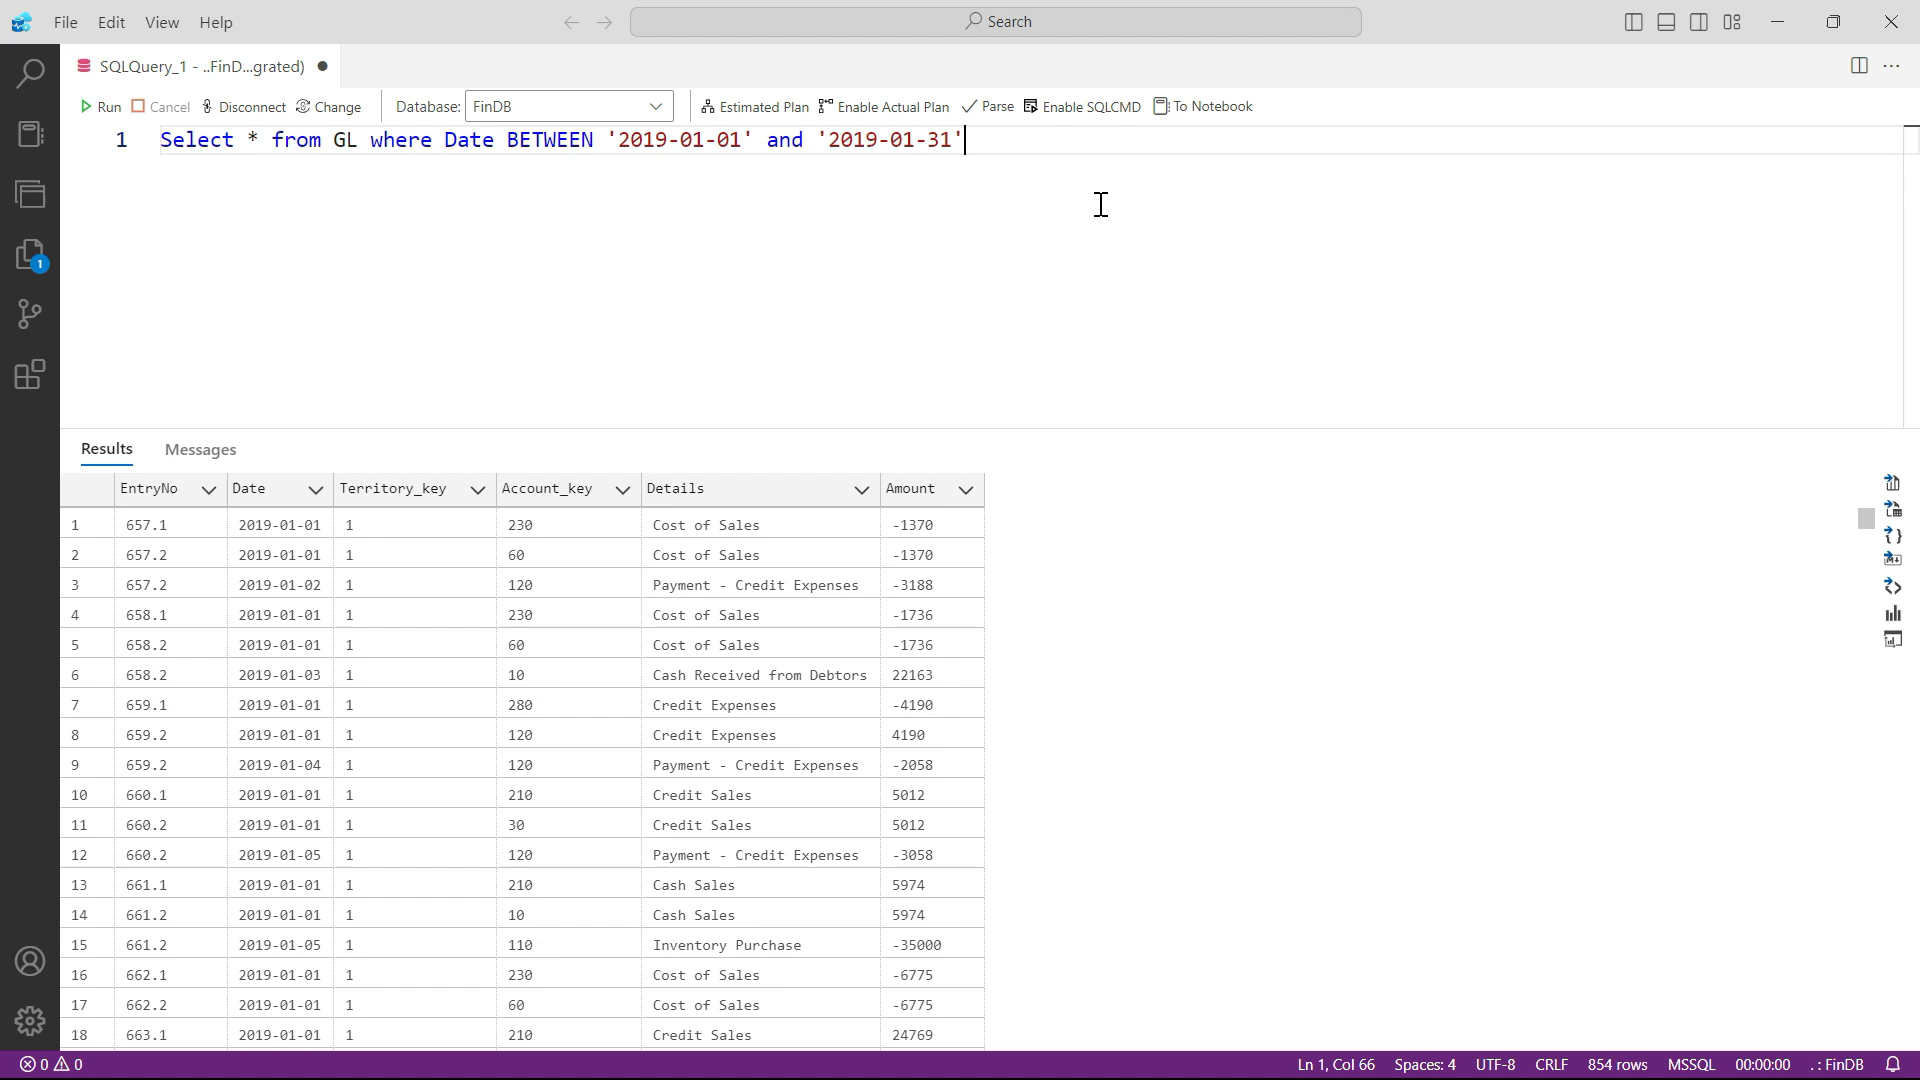 File Edit View Help Search
SQLQuery_1 - ..FinD...grated)
Run Cancel Disconnect Change Database: FinDB Estimated Plan Enable Actual Plan Parse Enable SQLCMD To Notebook
1 Select * from GL where Date BETWEEN '2019-01-01' and '2019-01-31'
1
Results Messages
EntryNo Date Territory_key Account_key Details Amount
1 657.1 2019-01-01 1 230 Cost of Sales -1370
2 657.2 2019-01-01 1 60 Cost of Sales -1370
3 657.2 2019-01-02 1 120 Payment - Credit Expenses -3188
4 658.1 2019-01-01 1 230 Cost of Sales -1736
5 658.2 2019-01-01 1 60 Cost of Sales -1736
6 658.2 2019-01-03 1 10 Cash Received from Debtors 22163
7 659.1 2019-01-01 1 280 Credit Expenses -4190
8 659.2 2019-01-01 1 120 Credit Expenses 4190
9 659.2 2019-01-04 1 120 Payment - Credit Expenses -2058
10 660.1 2019-01-01 1 210 Credit Sales 5012
11 660.2 2019-01-01 1 30 Credit Sales 5012
12 660.2 2019-01-05 1 120 Payment - Credit Expenses -3058
13 661.1 2019-01-01 1 210 Cash Sales 5974
14 661.2 2019-01-01 1 10 Cash Sales 5974
15 661.2 2019-01-05 1 110 Inventory Purchase -35000
16 662.1 2019-01-01 1 230 Cost of Sales -6775
17 662.2 2019-01-01 1 60 Cost of Sales -6775
18 663.1 2019-01-01 1 210 Credit Sales 24769
0 0 Ln 1, Col 66 Spaces: 4 UTF-8 CRLF 854 rows MSSQL 00:00:00 . : FinDB